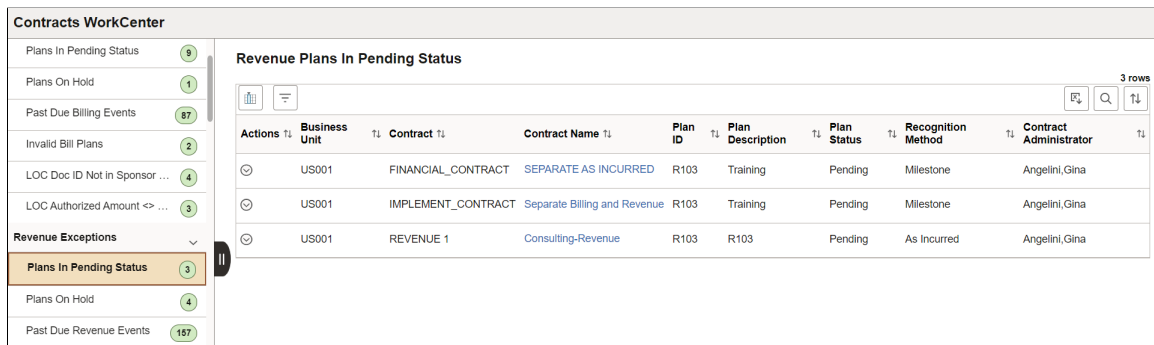 Contracts WorkCenter
Plans In Pending Status 9
Plans On Hold 1
Past Due Billing Events 87
Invalid Bill Plans 2
LOC Doc ID Not in Sponsor ... 4
LOC Authorized Amount <> ... 3
Revenue Exceptions
Plans In Pending Status 3
Plans On Hold 4
Past Due Revenue Events 157
Revenue Plans In Pending Status
3 rows
Actions Business Unit Contract Contract Name Plan ID Plan Description Plan Status Recognition Method Contract Administrator
US001 FINANCIAL_CONTRACT SEPARATE AS INCURRED R103 Training Pending Milestone Angelini,Gina
US001 IMPLEMENT_CONTRACT Separate Billing and Revenue R103 Training Pending Milestone Angelini,Gina
US001 REVENUE 1 Consulting-Revenue R103 R103 Pending As Incurred Angelini,Gina